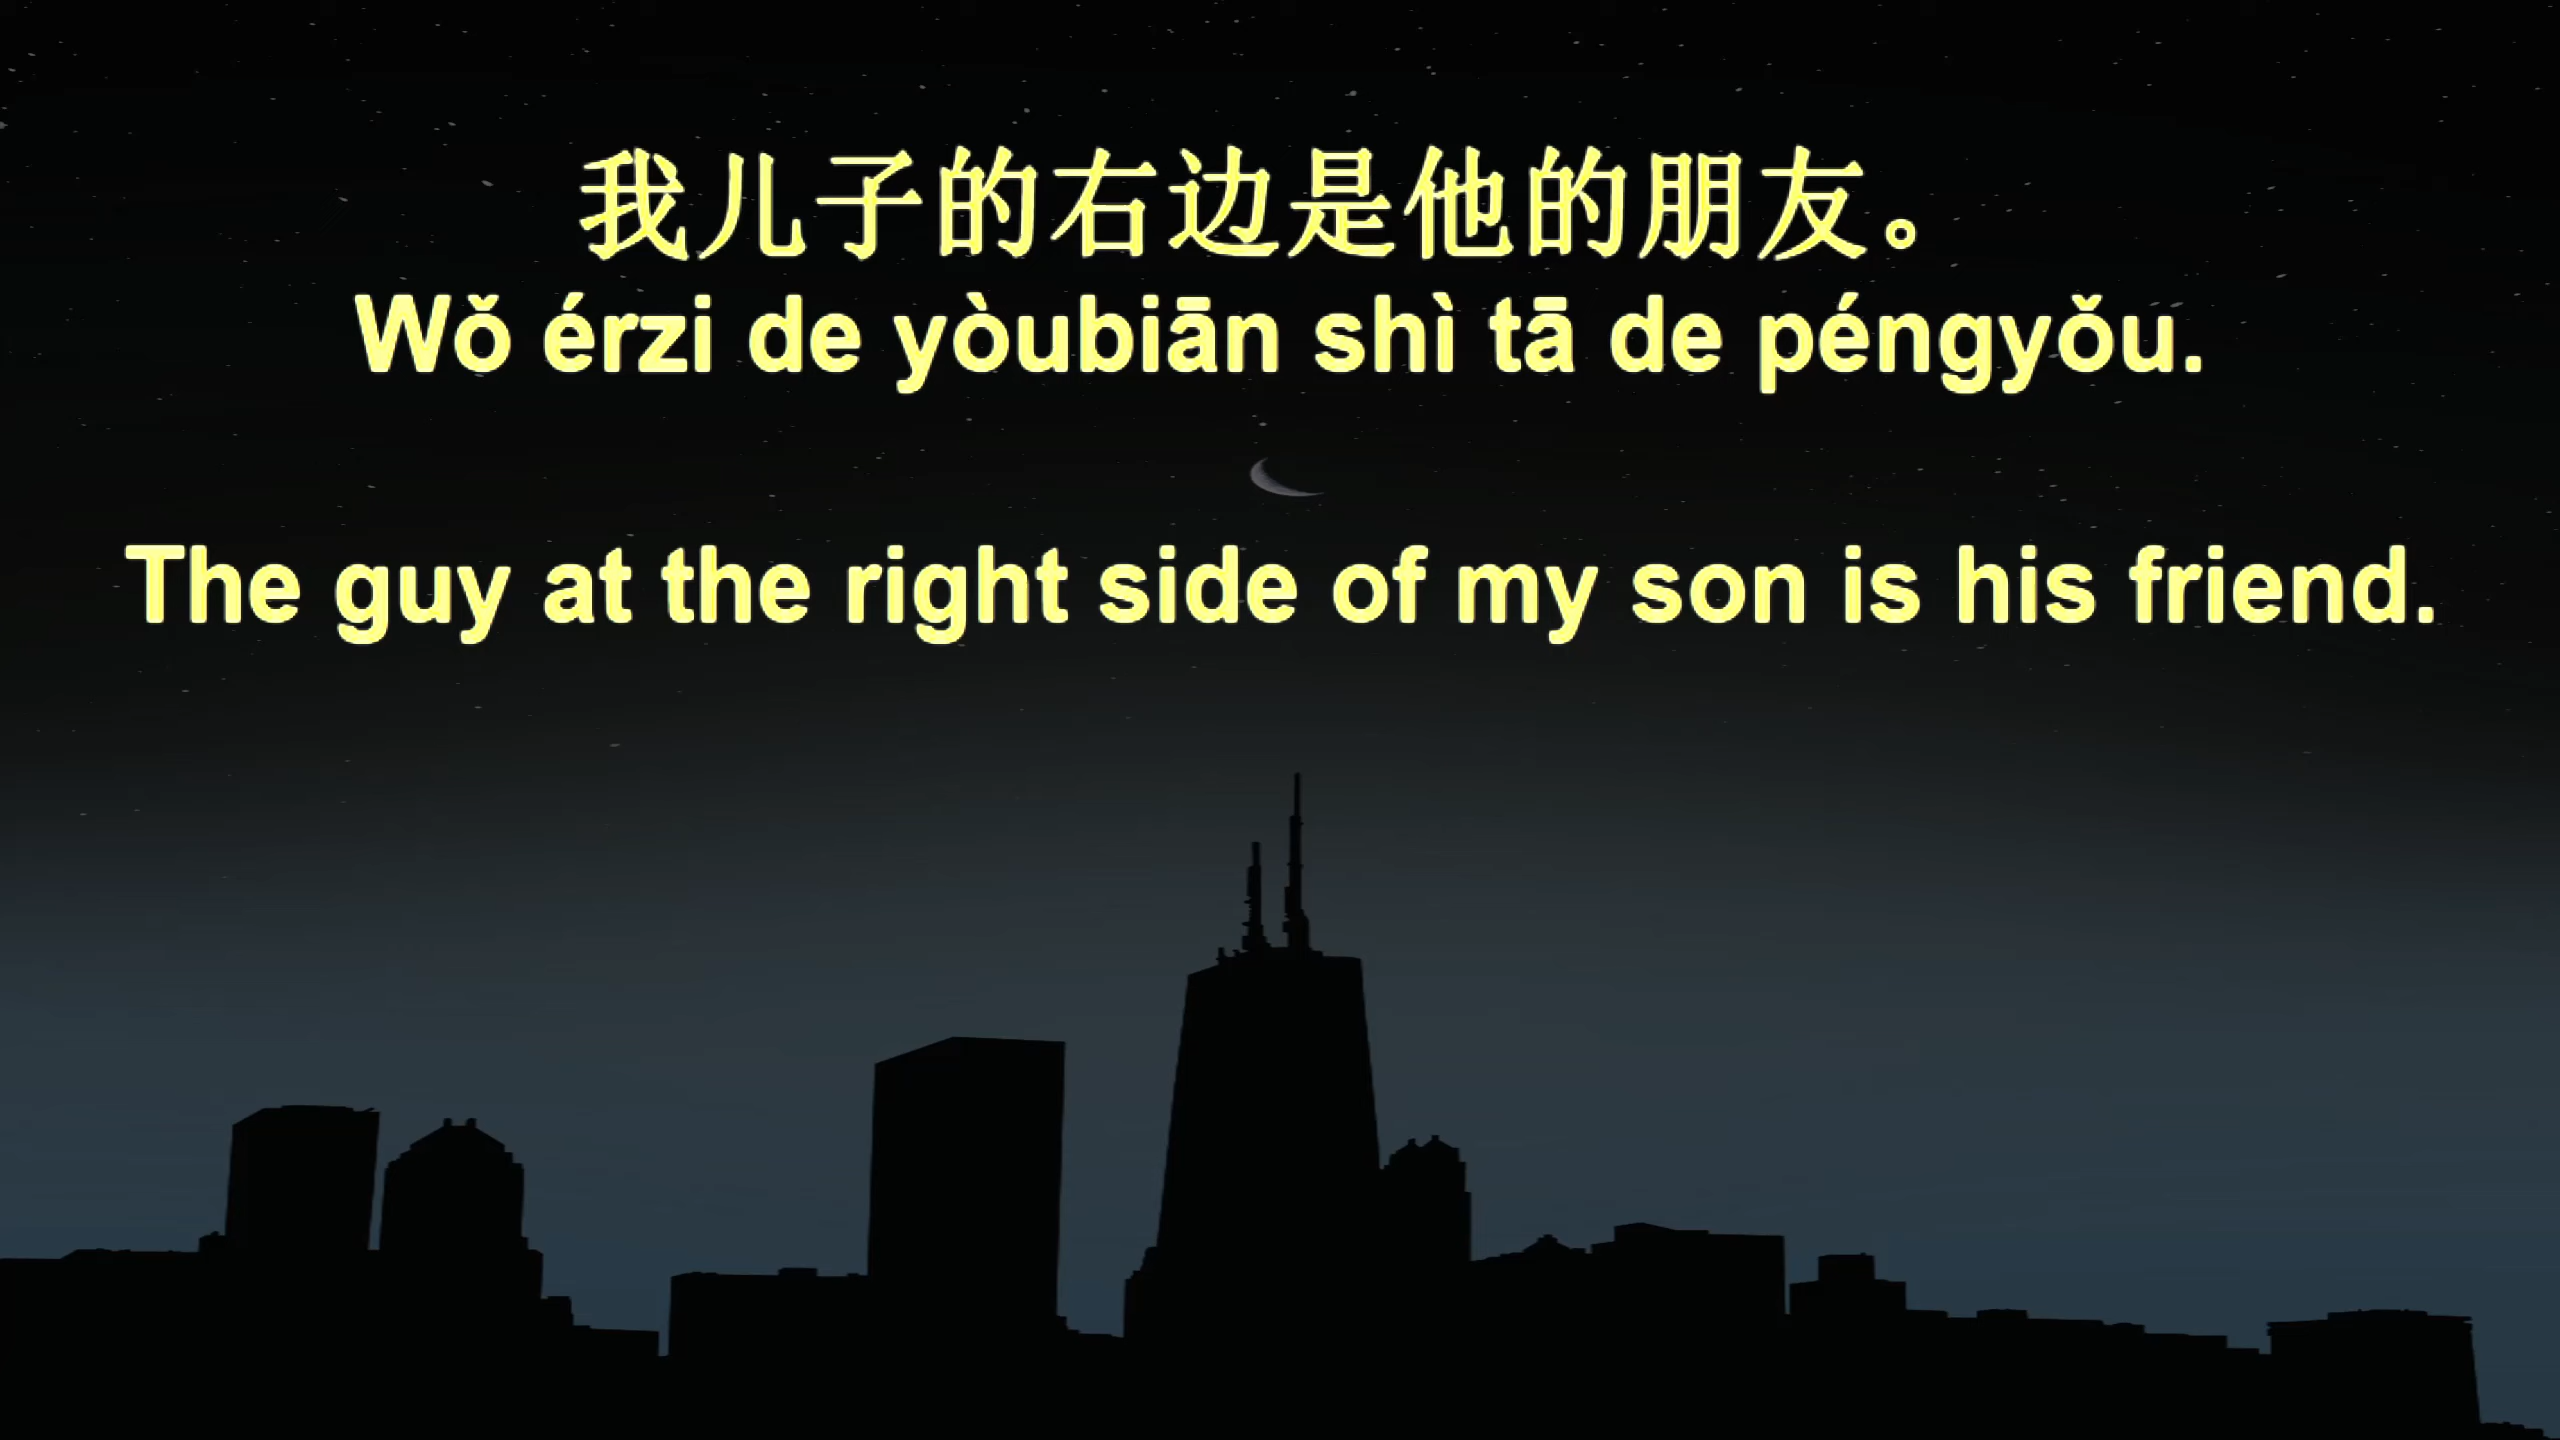 我儿子的右边是他的朋友。
Wǒ érzi de yòubiān shì tā de péngyǒu.
The guy at the right side of my son is his friend.